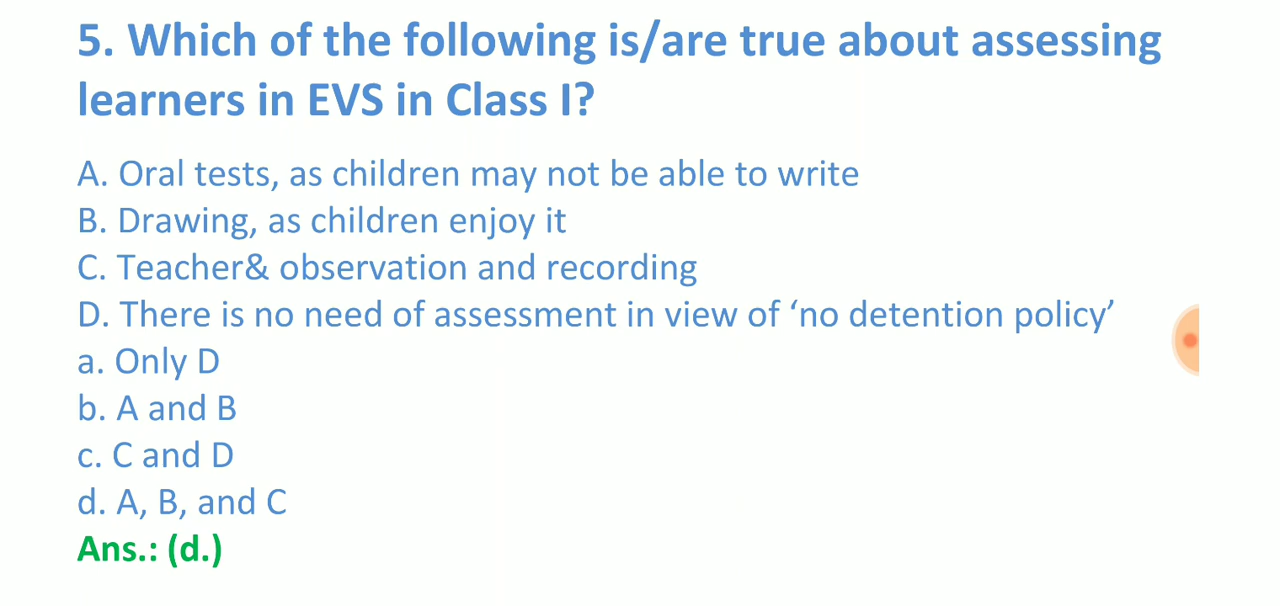 5. Which of the following is/are true about assessing
learners in EVS in Class I?
A. Oral tests, as children may not be able to write
B. Drawing, as children enjoy it
C. Teacher& observation and recording
D. There is no need of assessment in view of ‘no detention policy’
a. Only D
b. A and B
c. C and D
d. A, B, and C
Ans.: (d.)